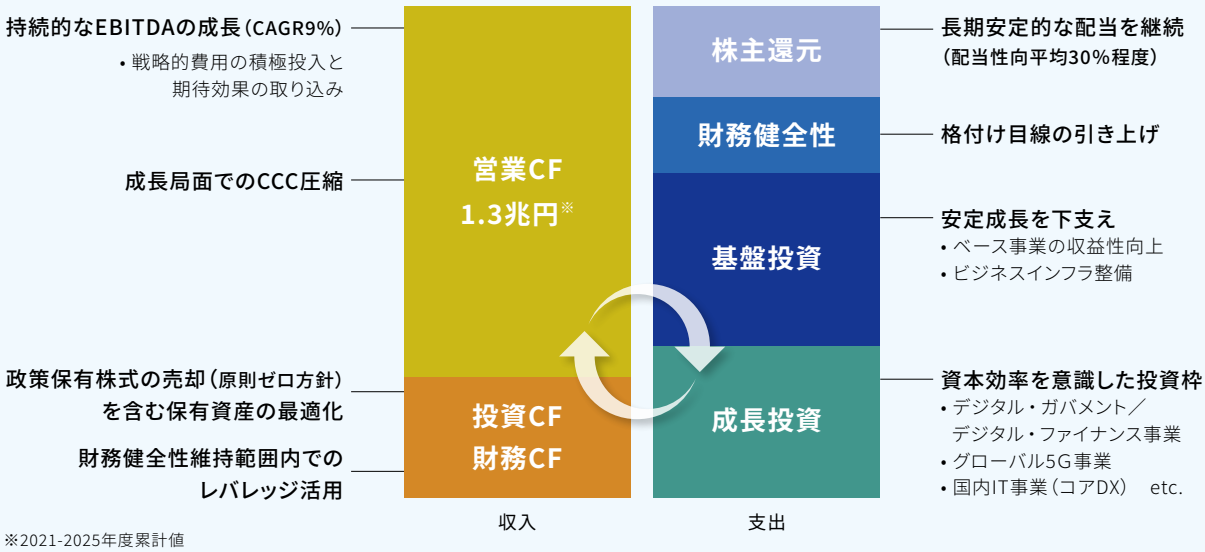 持続的なEBITDAの成長（CAGR9%）
• 戦略的費用の積極投入と
期待効果の取り込み
成長局面でのCCC圧縮
政策保有株式の売却（原則ゼロ方針）
を含む保有資産の最適化
財務健全性維持範囲内での
レバレッジ活用
営業CF
1.3兆円※
投資CF
財務CF
収入
株主還元
財務健全性
基盤投資
成長投資
支出
長期安定的な配当を継続
（配当性向平均30%程度）
格付け目線の引き上げ
安定成長を下支え
• ベース事業の収益性向上
• ビジネスインフラ整備
資本効率を意識した投資枠
• デジタル・ガバメント／
デジタル・ファイナンス事業
• グローバル5G事業
• 国内IT事業（コアDX） etc.
※2021-2025年度累計値